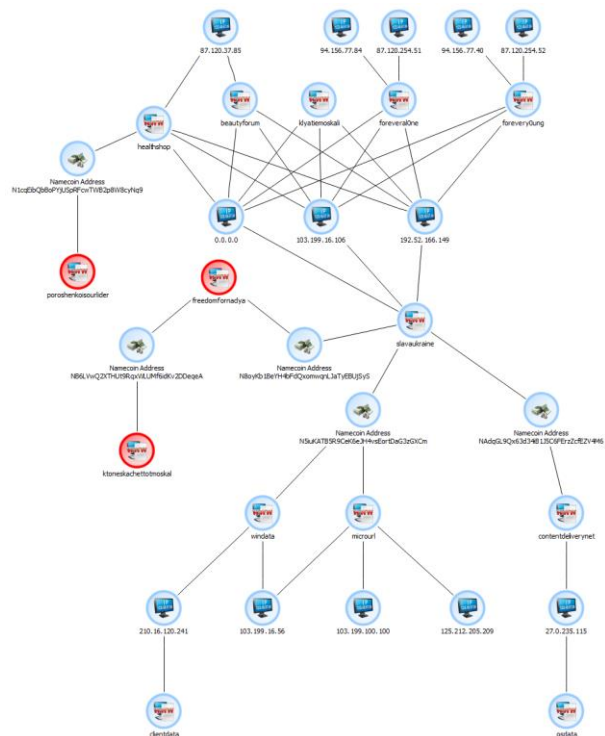 87.120.37.85
94.156.77.84
87.120.254.51
94.156.77.40
87.120.254.52
healthshop
beautyforum
klyatiemoskali
foreveral0ne
forevery0ung
Namecoin Address
0.0.0.0
103.199.16.106
192.52.166.149
poroshenkoisourlider
freedomfornadya
slavaukraine
Namecoin Address
Namecoin Address
ktoneskachettotmoskal
Namecoin Address
Namecoin Address
windata
microurl
contentdeliverynet
210.16.120.241
103.199.16.56
103.199.100.100
125.212.205.209
27.0.235.115
clientdata
osdata